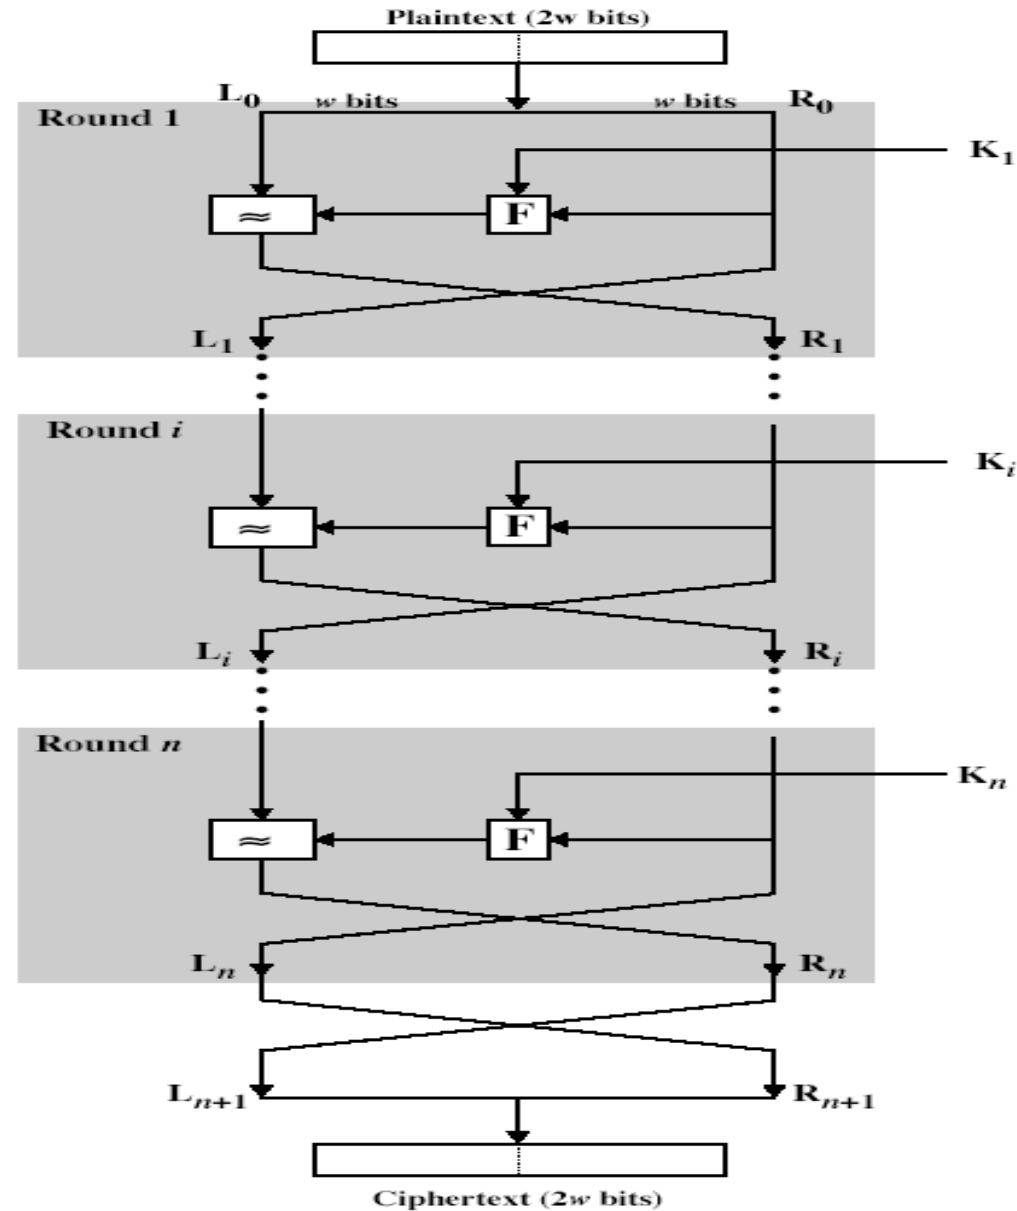 Plaintext (2w bits)
L₀ w bits w bits R₀
Round 1
K₁
≈ F
L₁ R₁
Round i
Kᵢ
≈ F
Lᵢ Rᵢ
Round n
Kₙ
≈ F
Lₙ Rₙ
Lₙ₊₁ Rₙ₊₁
Ciphertext (2w bits)